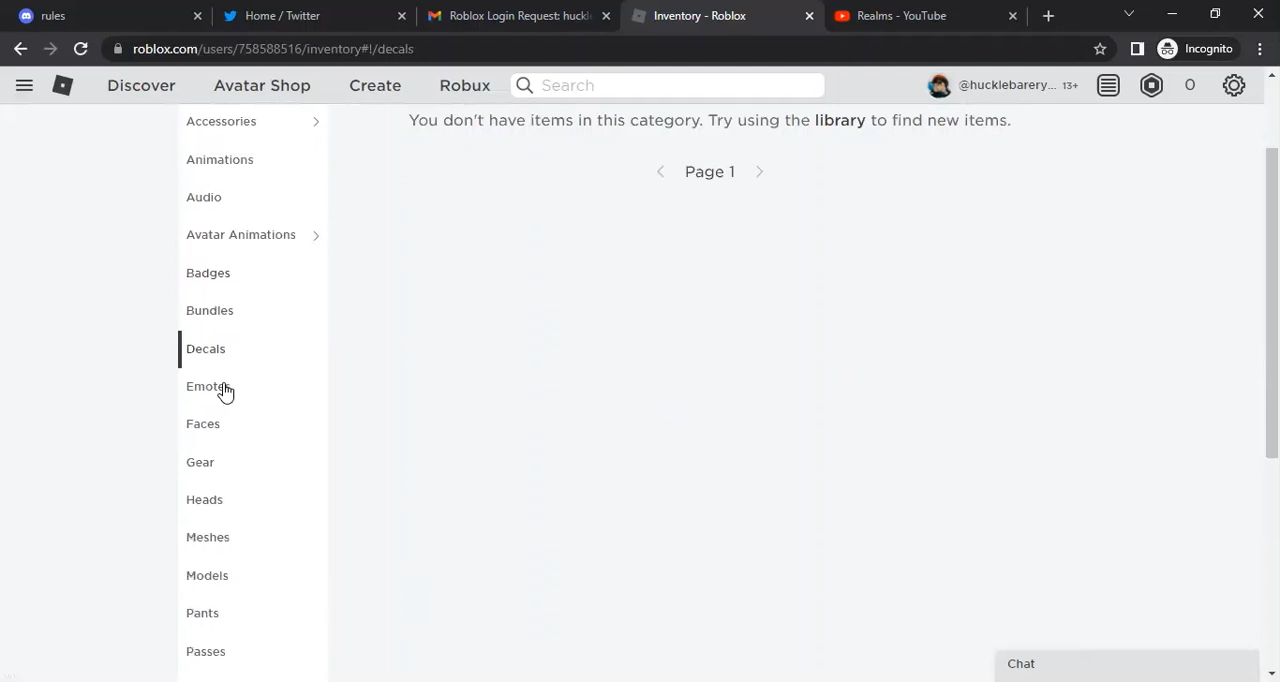 rules
Home / Twitter
Roblox Login Request: huckle
Inventory - Roblox
Realms - YouTube
roblox.com/users/758588516/inventory#!/decals
Incognito
Discover
Avatar Shop
Create
Robux
Search
@hucklebarery... 13+
0
Accessories
You don't have items in this category. Try using the library to find new items.
Animations
Page 1
Audio
Avatar Animations
Badges
Bundles
Decals
Emotes
Faces
Gear
Heads
Meshes
Models
Pants
Passes
Chat